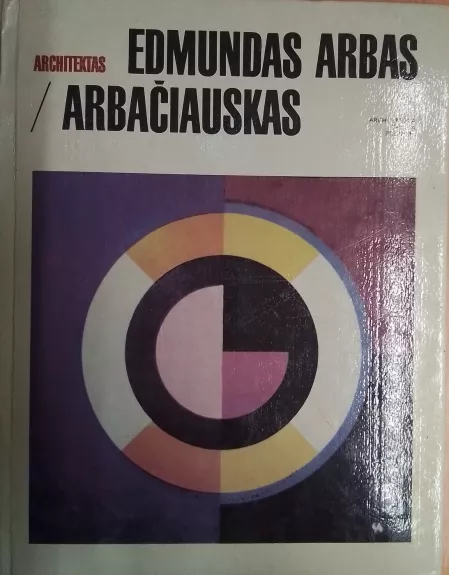 ARCHITEKTAS EDMUNDAS ARBAS
/ ARBAČIAUSKAS